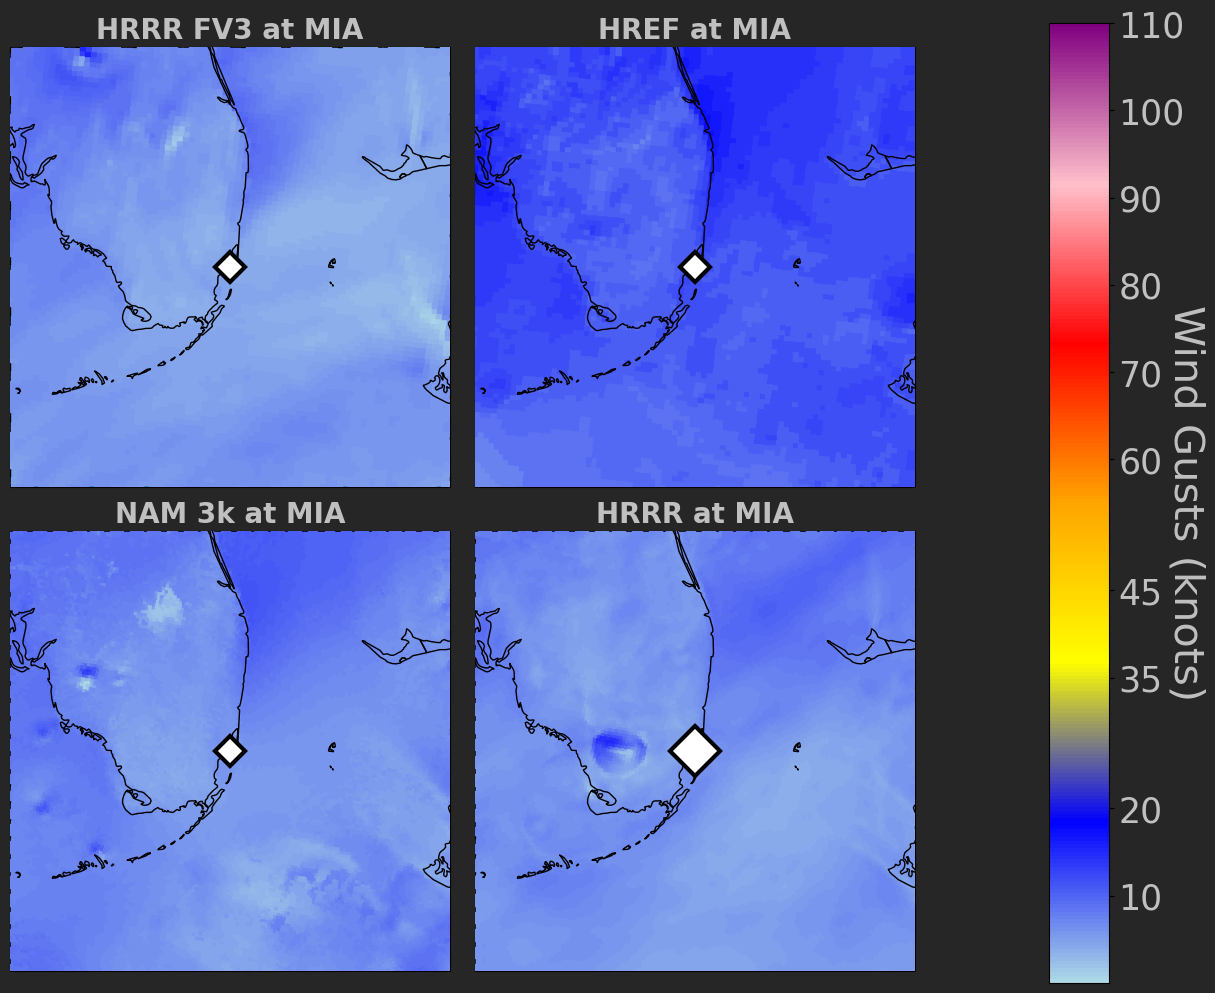 HRRR FV3 at MIA
HREF at MIA
NAM 3k at MIA
HRRR at MIA
110
100
90
80
70
60
45
35
20
10
Wind Gusts (knots)